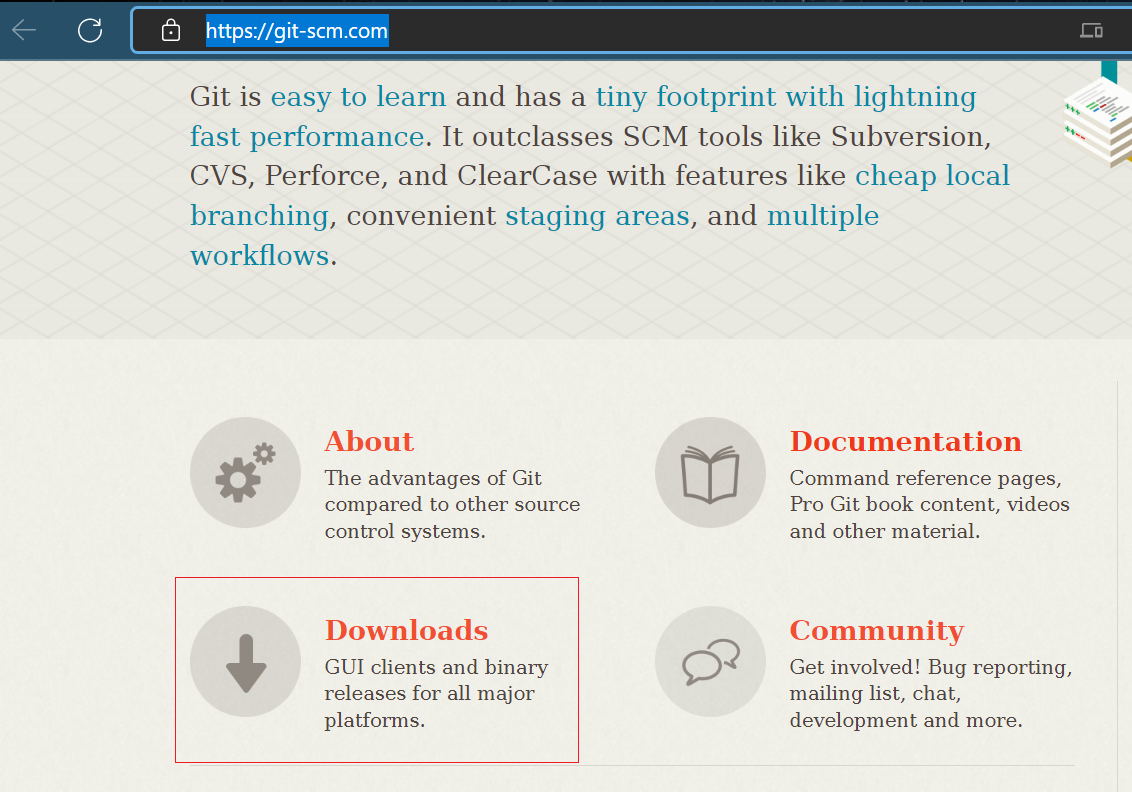 https://git-scm.com
Git is easy to learn and has a tiny footprint with lightning
fast performance. It outclasses SCM tools like Subversion,
CVS, Perforce, and ClearCase with features like cheap local
branching, convenient staging areas, and multiple
workflows.
About
The advantages of Git
compared to other source
control systems.
Documentation
Command reference pages,
Pro Git book content, videos
and other material.
Downloads
GUI clients and binary
releases for all major
platforms.
Community
Get involved! Bug reporting,
mailing list, chat,
development and more.